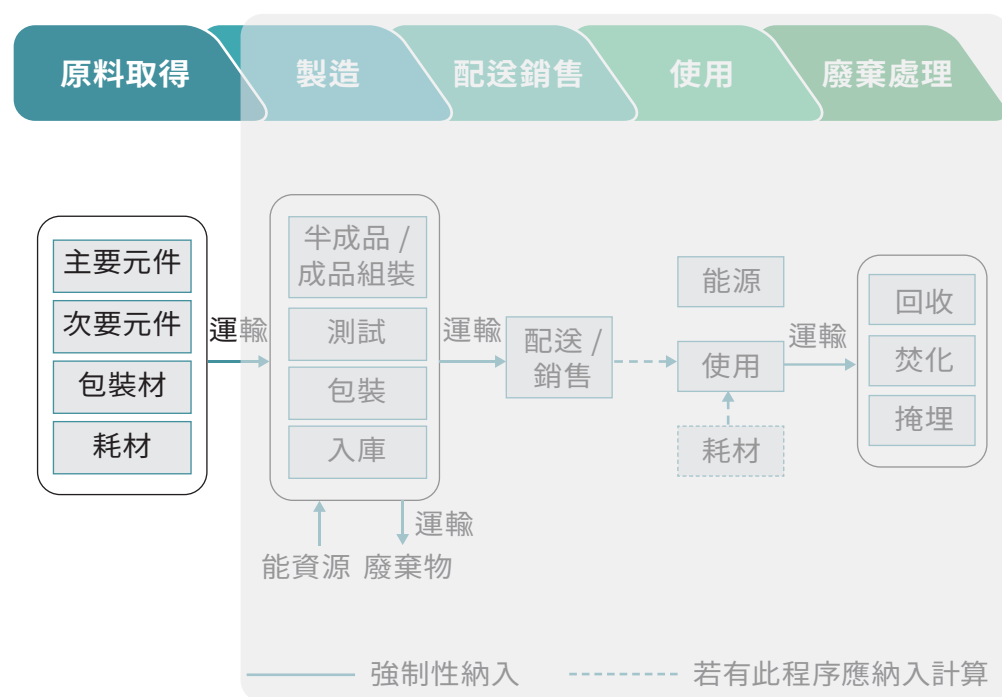 原料取得
製造
配送銷售
使用
廢棄處理
主要元件
次要元件
包裝材
耗材
運輸
半成品 /
成品組裝
測試
包裝
入庫
能資源
廢棄物
運輸
運輸
配送 /
銷售
能源
使用
耗材
運輸
回收
焚化
掩埋
強制性納入
若有此程序應納入計算